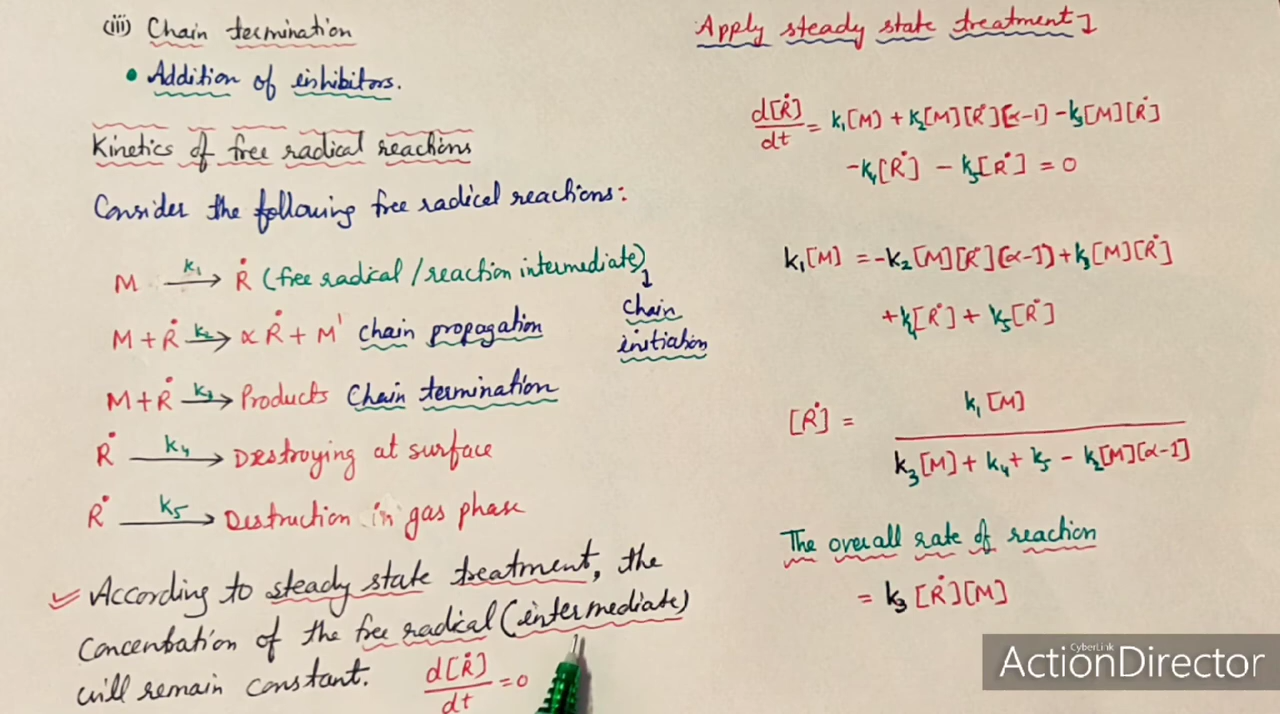 (iii) Chain termination
• Addition of inhibitors.
Kinetics of free radical reactions
Consider the following free radical reactions:
M —k₁→ Ṙ (free radical / reaction intermediate)
↓
Chain
initiation
M + Ṙ —k₂→ ∝Ṙ + M' Chain propagation
M + Ṙ —k₃→ Products Chain termination
R• —k₄→ Destroying at surface
R• —k₅→ Destruction in gas phase
✓ According to steady state treatment, the
concentration of the free radical (intermediate)
will remain constant. d[Ṙ]/dt = 0
Apply steady state treatment
d[Ṙ]/dt = k₁[M] + k₂[M][R•][∝-1] - k₃[M][R•]
-k₄[R•] - k₅[R•] = 0
k₁[M] = -k₂[M][R•][∝-1] + k₃[M][R•]
+k₄[R•] + k₅[R•]
[R•] = k₁[M] / k₃[M] + k₄ + k₅ - k₂[M][∝-1]
The overall rate of reaction
= k₃[Ṙ][M]
CyberLink
ActionDirector